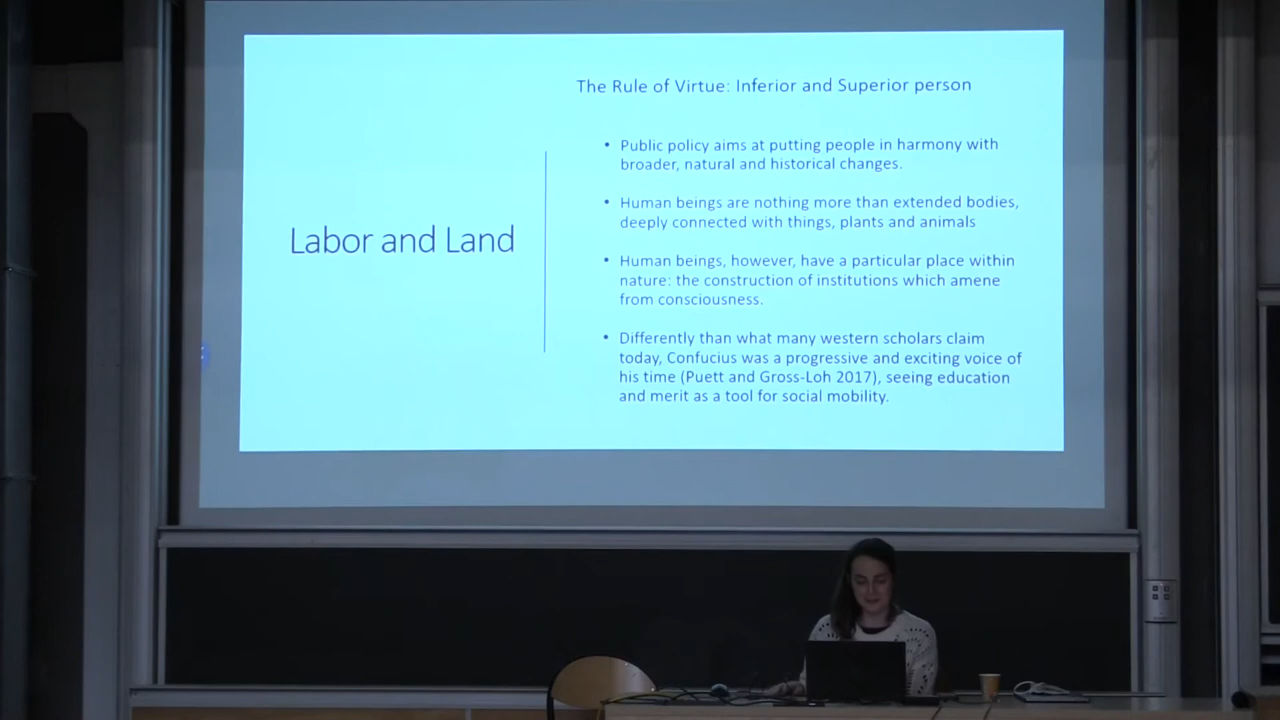 The Rule of Virtue: Inferior and Superior person
• Public policy aims at putting people in harmony with
broader, natural and historical changes.
• Human beings are nothing more than extended bodies,
deeply connected with things, plants and animals
Labor and Land
• Human beings, however, have a particular place within
nature: the construction of institutions which amene
from consciousness.
• Differently than what many western scholars claim
today, Confucius was a progressive and exciting voice of
his time (Puett and Gross-Loh 2017), seeing education
and merit as a tool for social mobility.